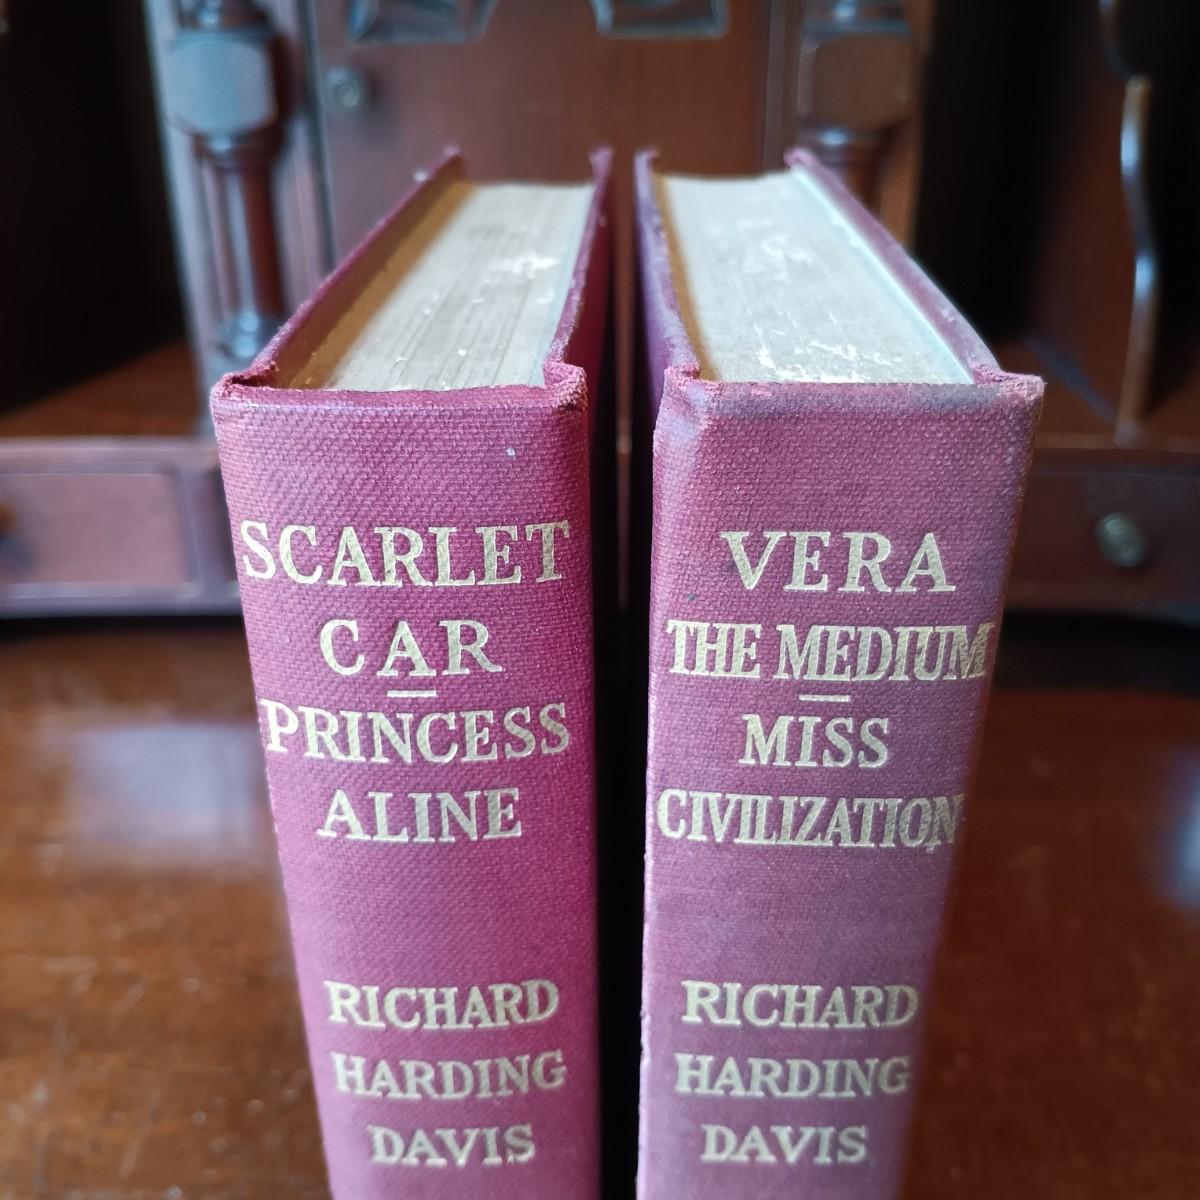 SCARLET
CAR
PRINCESS
ALINE
RICHARD
HARDING
DAVIS
VERA
THE MEDIUM
MISS
CIVILIZATION
RICHARD
HARDING
DAVIS